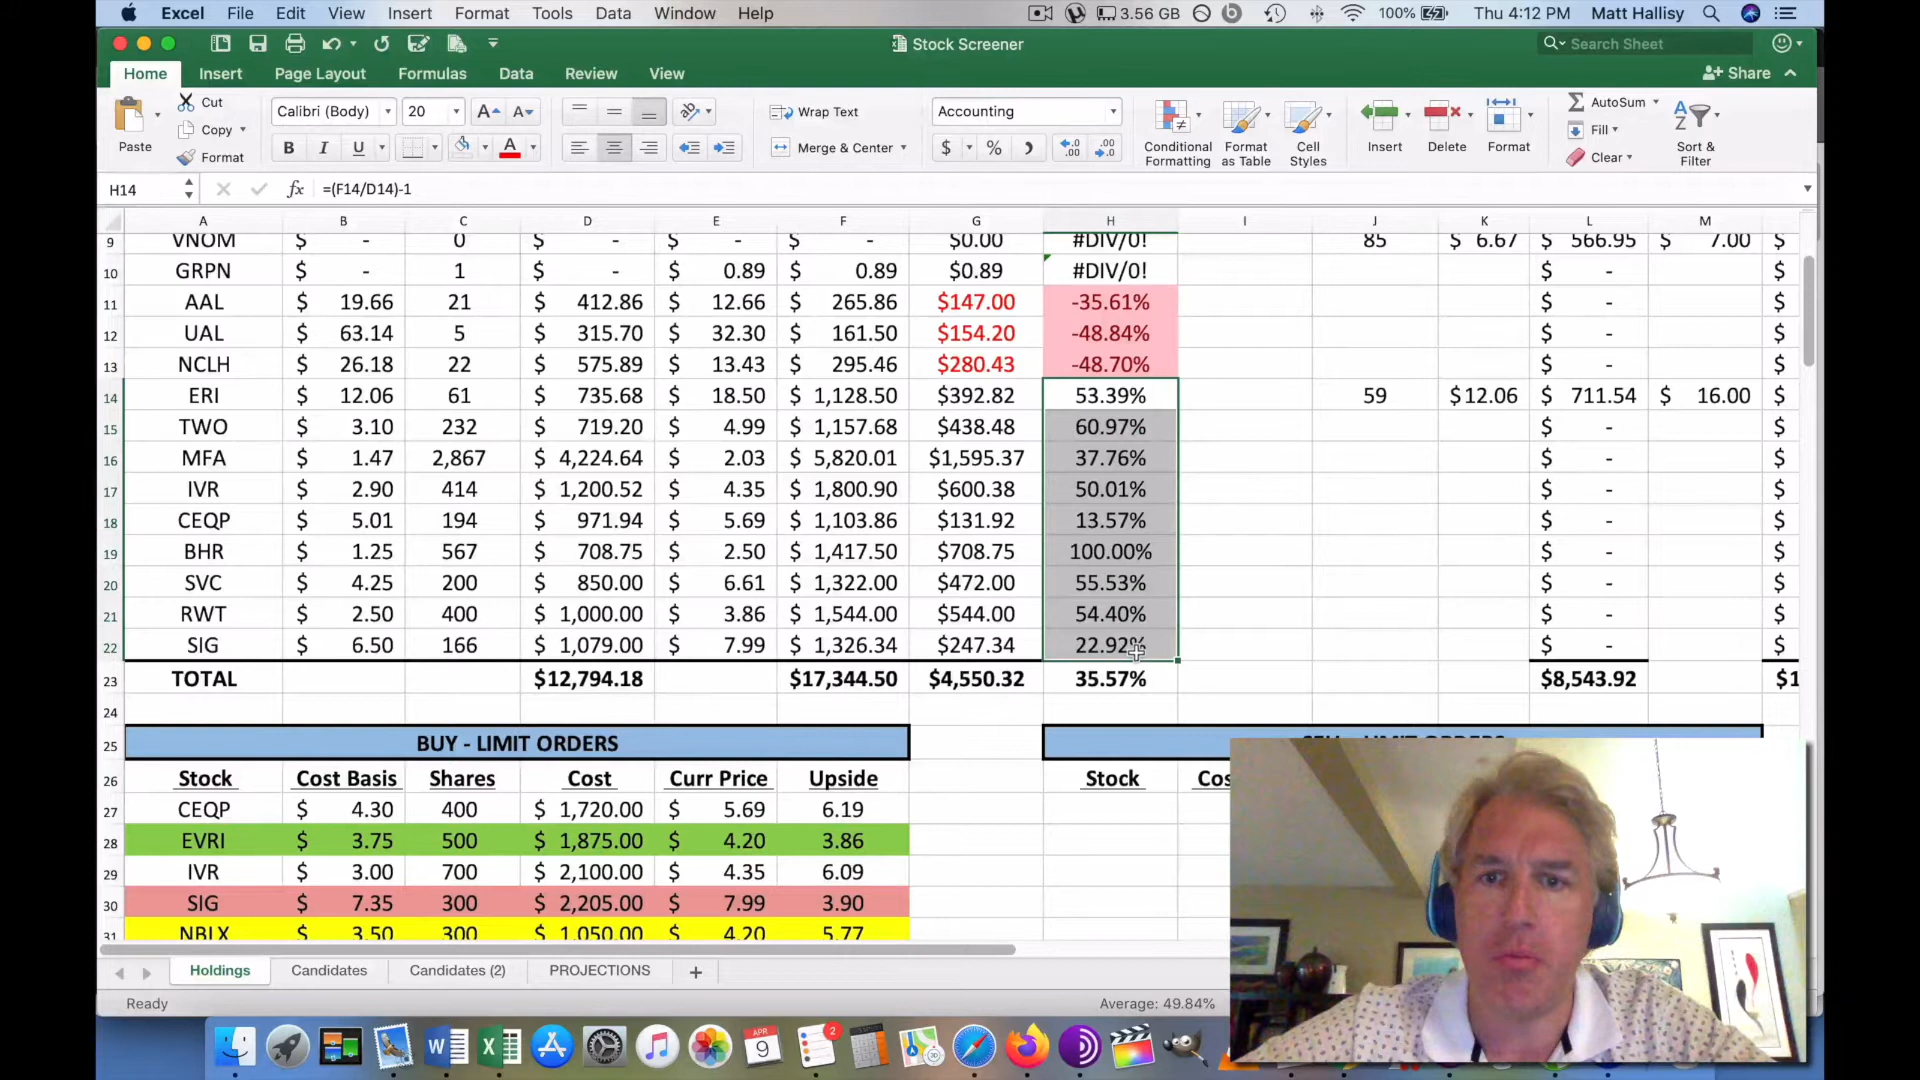 Excel File Edit View Insert Format Tools Data Window Help 3.56 GB 100% Thu 4:12 PM Matt Hallisy
Stock Screener Search Sheet
Home Insert Page Layout Formulas Data Review View Share
Paste Cut Copy Format Calibri (Body) 20 Wrap Text Merge & Center Accounting Conditional Formatting Format as Table Cell Styles Insert Delete Format AutoSum Fill Clear Sort & Filter
H14 fx =(F14/D14)-1
A B C D E F G H I J K L M
9 VNOM $ - 0 $ - $ - $ - $0.00 #DIV/0! 85 $ 6.67 $ 566.95 $ 7.00 $
10 GRPN $ - 1 $ - $ 0.89 $ 0.89 $0.89 #DIV/0! $ - $
11 AAL $ 19.66 21 $ 412.86 $ 12.66 $ 265.86 $147.00 -35.61% $ - $
12 UAL $ 63.14 5 $ 315.70 $ 32.30 $ 161.50 $154.20 -48.84% $ - $
13 NCLH $ 26.18 22 $ 575.89 $ 13.43 $ 295.46 $280.43 -48.70% $ - $
14 ERI $ 12.06 61 $ 735.68 $ 18.50 $ 1,128.50 $392.82 53.39% 59 $12.06 $ 711.54 $ 16.00 $
15 TWO $ 3.10 232 $ 719.20 $ 4.99 $ 1,157.68 $438.48 60.97% $ - $
16 MFA $ 1.47 2,867 $ 4,224.64 $ 2.03 $ 5,820.01 $1,595.37 37.76% $ - $
17 IVR $ 2.90 414 $ 1,200.52 $ 4.35 $ 1,800.90 $600.38 50.01% $ - $
18 CEQP $ 5.01 194 $ 971.94 $ 5.69 $ 1,103.86 $131.92 13.57% $ - $
19 BHR $ 1.25 567 $ 708.75 $ 2.50 $ 1,417.50 $708.75 100.00% $ - $
20 SVC $ 4.25 200 $ 850.00 $ 6.61 $ 1,322.00 $472.00 55.53% $ - $
21 RWT $ 2.50 400 $ 1,000.00 $ 3.86 $ 1,544.00 $544.00 54.40% $ - $
22 SIG $ 6.50 166 $ 1,079.00 $ 7.99 $ 1,326.34 $247.34 22.92% $ - $
23 TOTAL $12,794.18 $17,344.50 $4,550.32 35.57% $8,543.92 $1
24
25 BUY - LIMIT ORDERS
26 Stock Cost Basis Shares Cost Curr Price Upside Stock
27 CEQP $ 4.30 400 $ 1,720.00 $ 5.69 6.19
28 EVRI $ 3.75 500 $ 1,875.00 $ 4.20 3.86
29 IVR $ 3.00 700 $ 2,100.00 $ 4.35 6.09
30 SIG $ 7.35 300 $ 2,205.00 $ 7.99 3.90
31 NBLX $ 3.50 300 $ 1,050.00 $ 4.20 5.77
Holdings Candidates Candidates (2) PROJECTIONS
Ready Average: 49.84%
APR 9 2